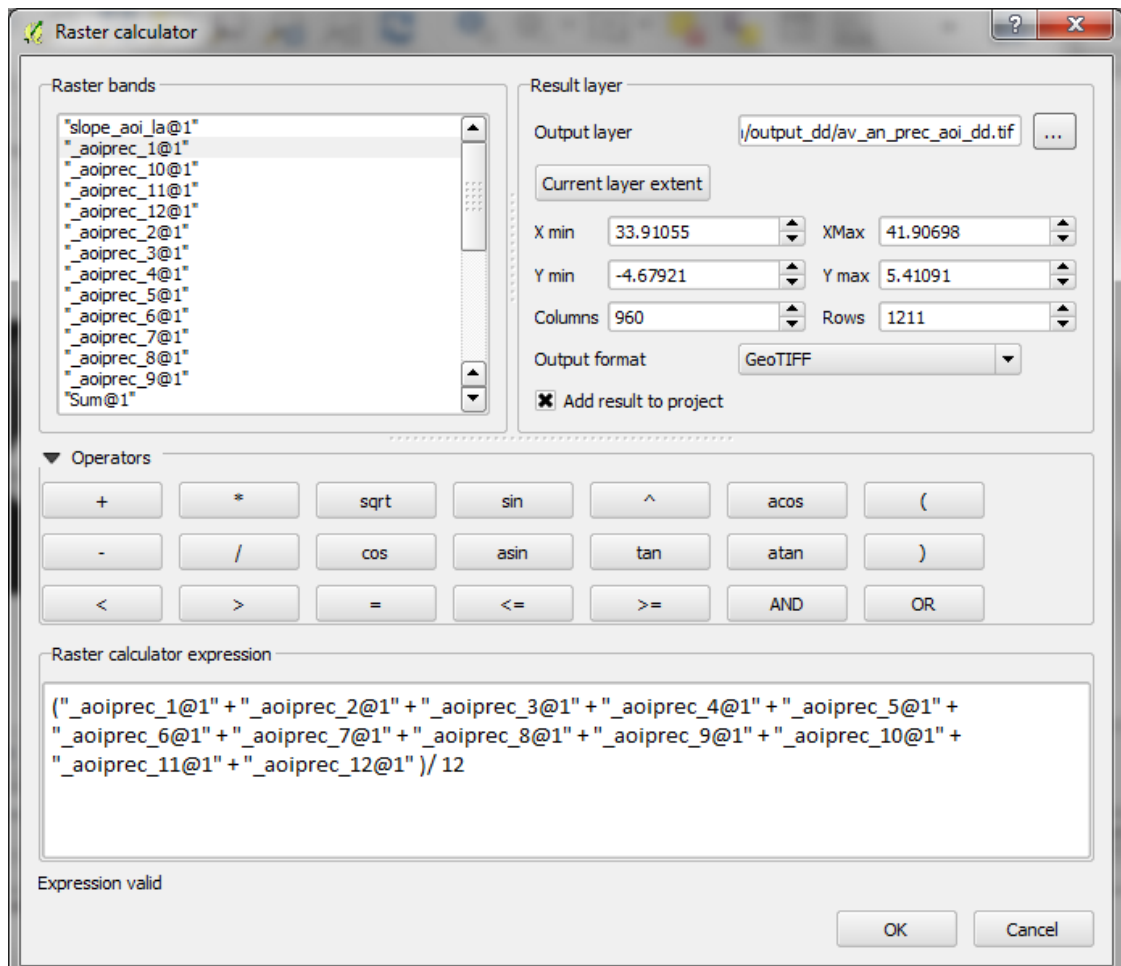 Raster calculator
?
X
Raster bands
"slope_aoi_la@1"
"_aoiprec_1@1"
"_aoiprec_10@1"
"_aoiprec_11@1"
"_aoiprec_12@1"
"_aoiprec_2@1"
"_aoiprec_3@1"
"_aoiprec_4@1"
"_aoiprec_5@1"
"_aoiprec_6@1"
"_aoiprec_7@1"
"_aoiprec_8@1"
"_aoiprec_9@1"
"Sum@1"
Result layer
Output layer /output_dd/av_an_prec_aoi_dd.tif ...
Current layer extent
X min 33.91055 XMax 41.90698
Y min -4.67921 Y max 5.41091
Columns 960 Rows 1211
Output format GeoTIFF
Add result to project
Operators
+ * sqrt sin ^ acos (
- / cos asin tan atan )
< > = <= >= AND OR
Raster calculator expression
("_aoiprec_1@1" + "_aoiprec_2@1" + "_aoiprec_3@1" + "_aoiprec_4@1" + "_aoiprec_5@1" +
"_aoiprec_6@1" + "_aoiprec_7@1" + "_aoiprec_8@1" + "_aoiprec_9@1" + "_aoiprec_10@1" +
"_aoiprec_11@1" + "_aoiprec_12@1" )/ 12
Expression valid
OK Cancel